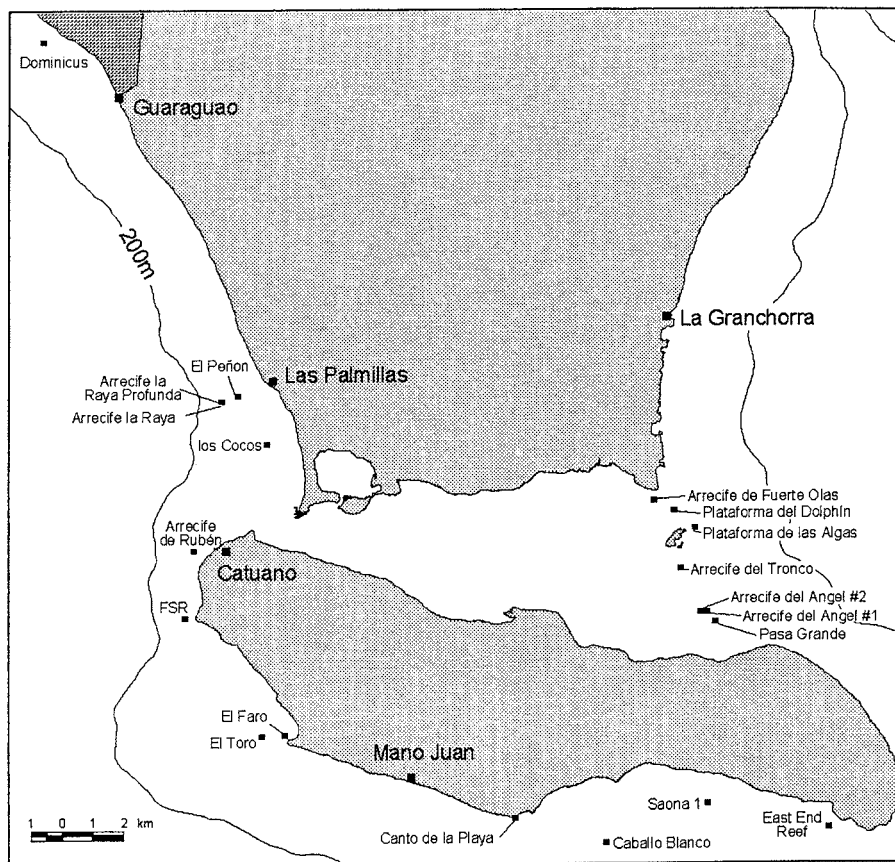 Dominicus
Guaraguao
200m
La Granchorra
El Peñon
Las Palmillas
Arrecife la
Raya Profunda
Arrecife la Raya
los Cocos
Arrecife de Fuerte Olas
Plataforma del Dolphín
Plataforma de las Algas
Arrecife
de Rubén
Catuano
Arrecife del Tronco
Arrecife del Angel #2
Arrecife del Angel #1
Pasa Grande
FSR
El Faro
El Toro
Mano Juan
Saona 1
East End
Reef
Canto de la Playa
Caballo Blanco
1 0 1 2 km